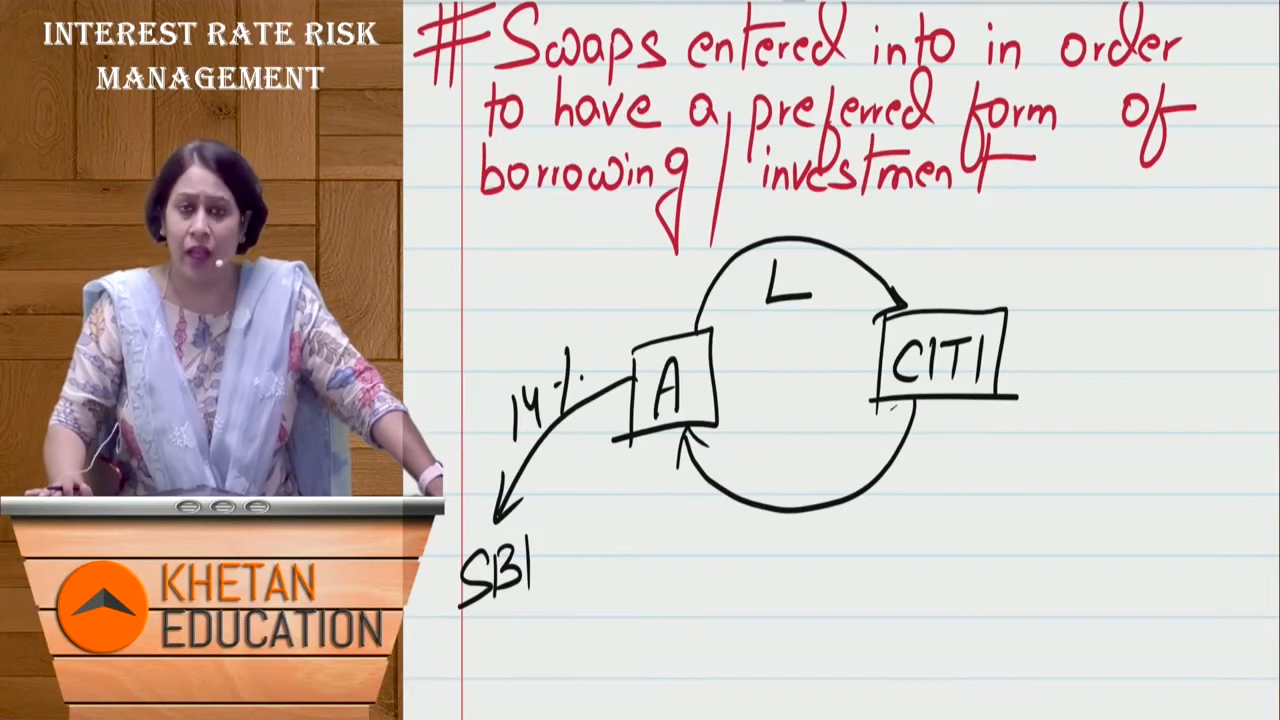 INTEREST RATE RISK
MANAGEMENT
# Swaps entered into in order
to have a preferred form of
borrowing / investment
L
A
CITI
14%
SBI
KHETAN
EDUCATION